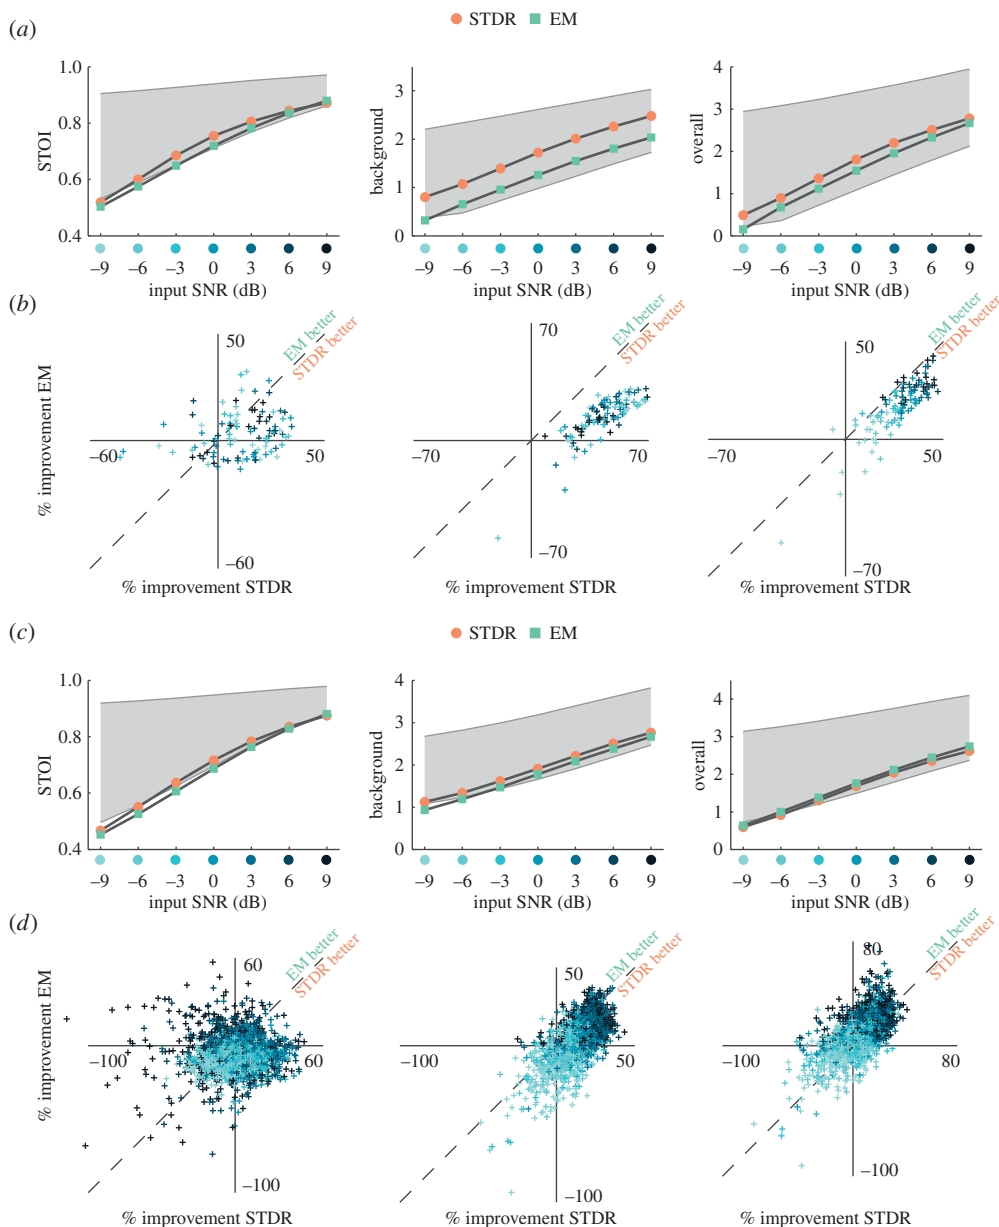 (a)
STDR EM
STOI
1.0
0.8
0.6
0.4
–9 –6 –3 0 3 6 9
input SNR (dB)
background
3
2
1
0
–9 –6 –3 0 3 6 9
input SNR (dB)
overall
4
3
2
1
0
–9 –6 –3 0 3 6 9
input SNR (dB)
(b)
% improvement EM
50
–60
50
–60
EM better
STDR better
% improvement STDR
70
–70
70
–70
EM better
STDR better
50
–70
50
–70
EM better
STDR better
% improvement STDR
(c)
STDR EM
STOI
1.0
0.8
0.6
0.4
–9 –6 –3 0 3 6 9
input SNR (dB)
background
4
3
2
1
0
–9 –6 –3 0 3 6 9
input SNR (dB)
overall
4
3
2
1
0
–9 –6 –3 0 3 6 9
input SNR (dB)
(d)
% improvement EM
60
–100
60
–100
EM better
STDR better
% improvement STDR
50
–100
50
–100
EM better
STDR better
% improvement STDR
80
–100
80
–100
EM better
STDR better
% improvement STDR